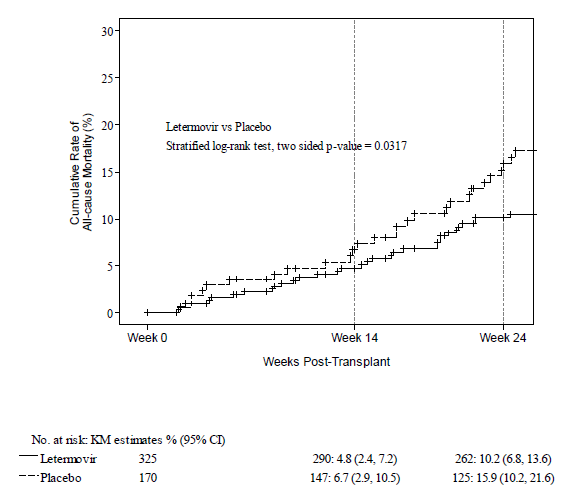 30
25
20
15
10
5
0
Cumulative Rate of
All-cause Mortality (%)
Letermovir vs Placebo
Stratified log-rank test, two sided p-value = 0.0317
Week 0 Week 14 Week 24
Weeks Post-Transplant
No. at risk: KM estimates % (95% CI)
Letermovir 325 290: 4.8 (2.4, 7.2) 262: 10.2 (6.8, 13.6)
Placebo 170 147: 6.7 (2.9, 10.5) 125: 15.9 (10.2, 21.6)